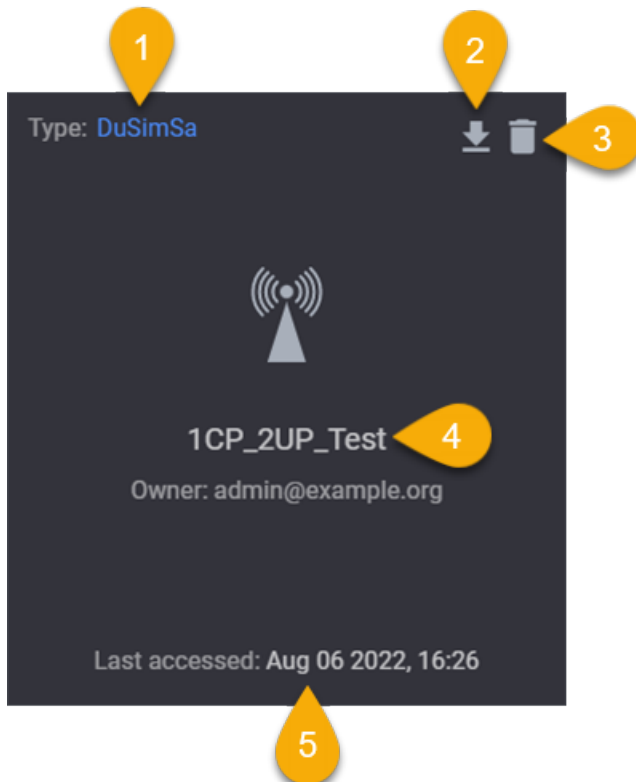 1
2
Type: DuSimSa
3
1CP_2UP_Test
4
Owner: admin@example.org
Last accessed: Aug 06 2022, 16:26
5